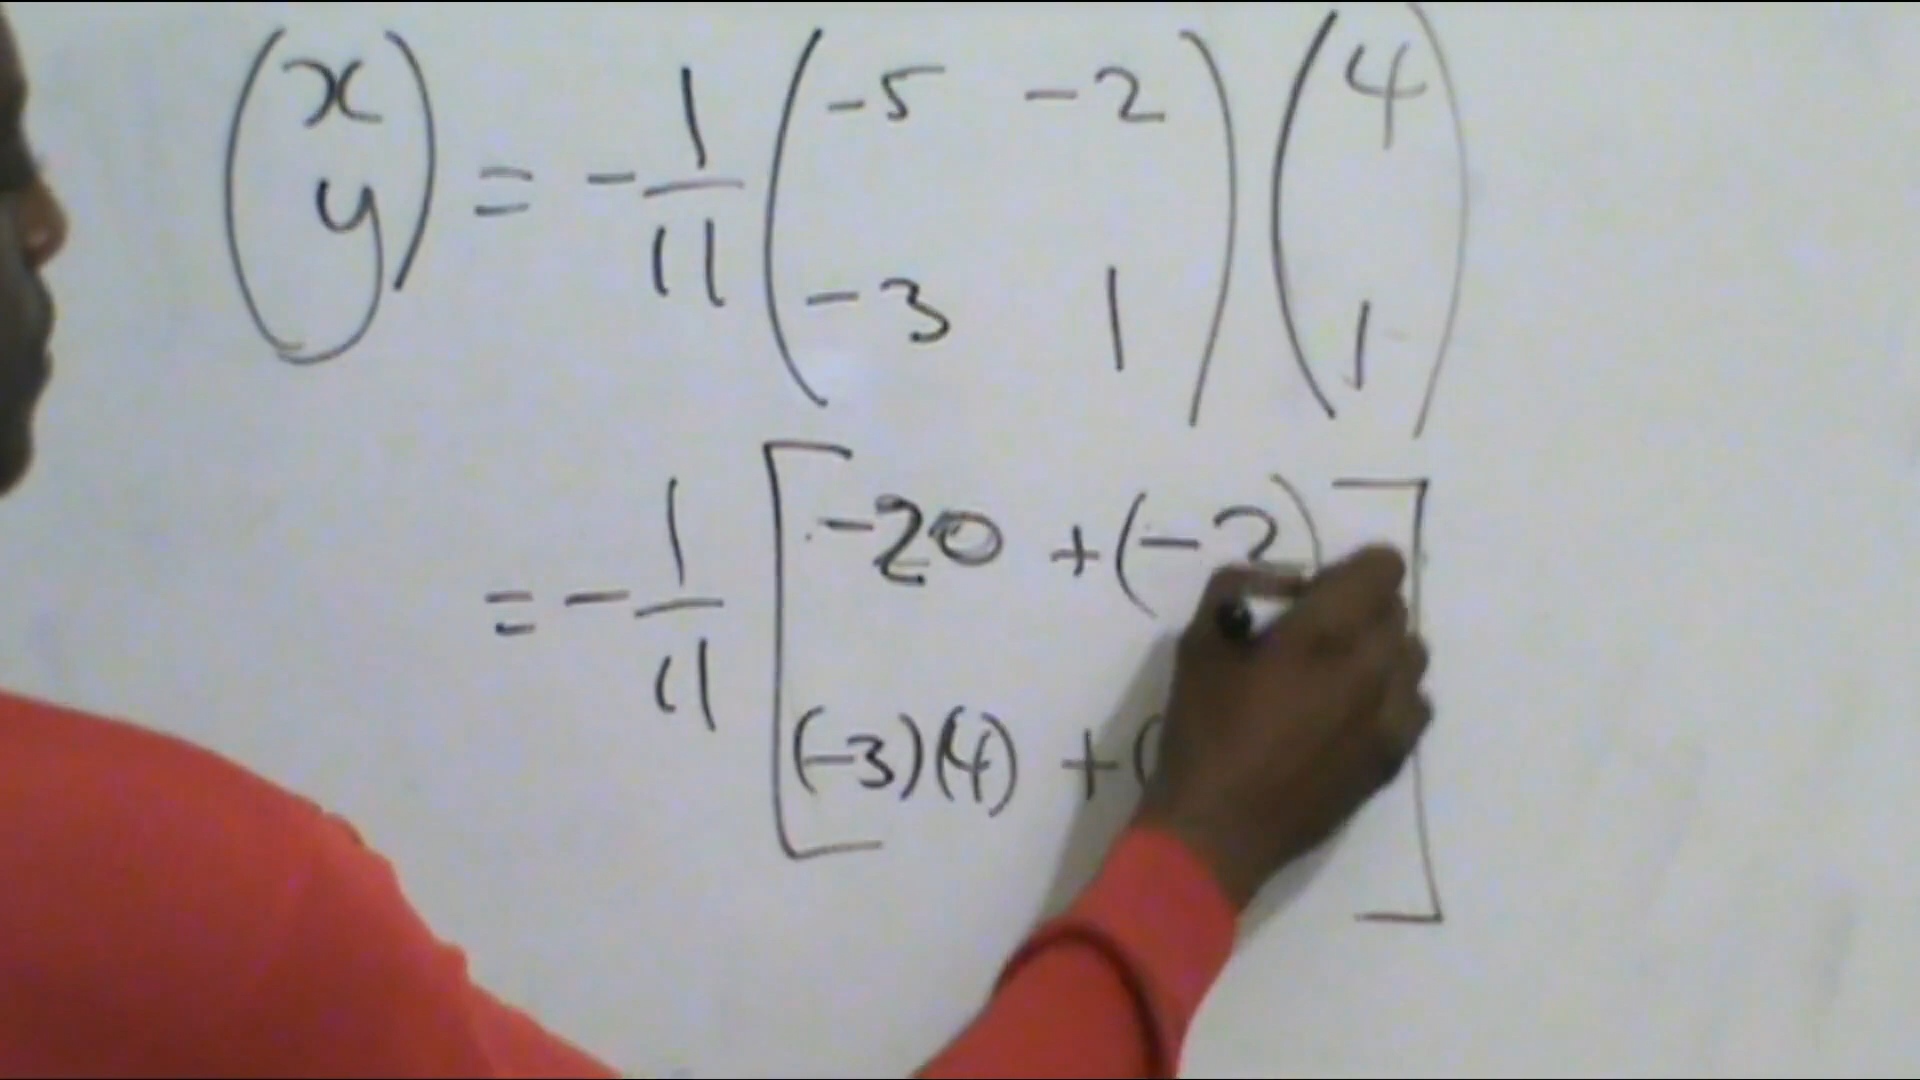 (x y) = - 1/11 (-5 -2 -3 1) (4 1)
= - 1/11 [-20 + (-2) (-3)(4) + (]